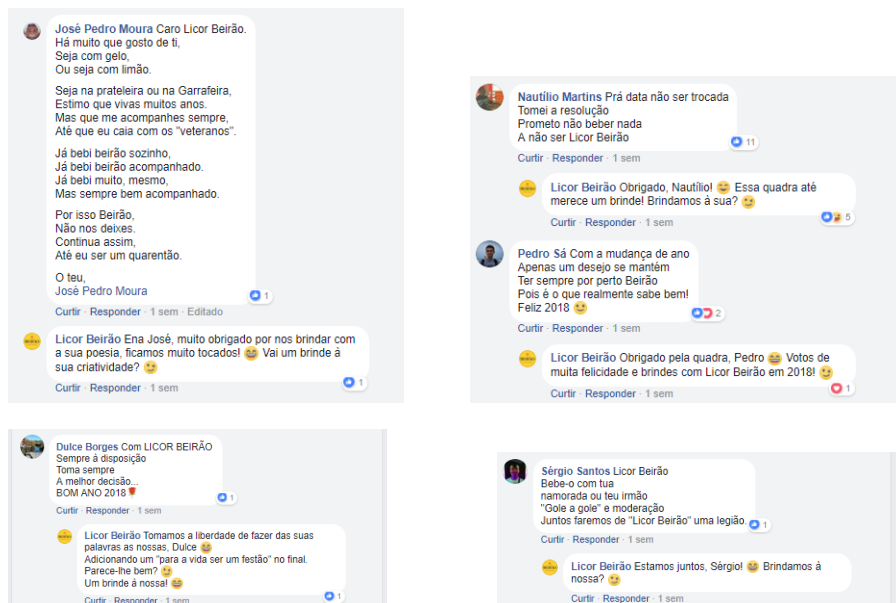 José Pedro Moura Caro Licor Beirão.
Há muito que gosto de ti,
Seja com gelo,
Ou seja com limão.
Seja na prateleira ou na Garrafeira,
Estimo que vivas muitos anos.
Mas que me acompanhes sempre,
Até que eu caia com os "veteranos".
Já bebi beirão sozinho,
Já bebi beirão acompanhado.
Já bebi muito, mesmo,
Mas sempre bem acompanhado.
Por isso Beirão,
Não nos deixes.
Continua assim,
Até eu ser um quarentão.
O teu,
José Pedro Moura
1
Curtir · Responder · 1 sem · Editado
Licor Beirão Ena José, muito obrigado por nos brindar com
a sua poesia, ficamos muito tocados! Vai um brinde à
sua criatividade?
1
Curtir · Responder · 1 sem
Nautílio Martins Prá data não ser trocada
Tomei a resolução
Prometo não beber nada
A não ser Licor Beirão
11
Curtir · Responder · 1 sem
Licor Beirão Obrigado, Nautílio! Essa quadra até
merece um brinde! Brindamos à sua?
5
Curtir · Responder · 1 sem
Pedro Sá Com a mudança de ano
Apenas um desejo se mantém
Ter sempre por perto Beirão
Pois é o que realmente sabe bem!
Feliz 2018
2
Curtir · Responder · 1 sem
Licor Beirão Obrigado pela quadra, Pedro Votos de
muita felicidade e brindes com Licor Beirão em 2018!
1
Curtir · Responder · 1 sem
Dulce Borges Com LICOR BEIRÃO
Sempre à disposição
Toma sempre
A melhor decisão...
BOM ANO 2018
1
Curtir · Responder · 1 sem
Licor Beirão Tomamos a liberdade de fazer das suas
palavras as nossas, Dulce
Adicionando um "para a vida ser um festão" no final.
Parece-lhe bem?
Um brinde à nossa!
1
Curtir · Responder · 1 sem
Sérgio Santos Licor Beirão
Bebe-o com tua
namorada ou teu irmão
"Gole a gole" e moderação
Juntos faremos de "Licor Beirão" uma legião.
1
Curtir · Responder · 1 sem
Licor Beirão Estamos juntos, Sérgio! Brindamos à
nossa?
Curtir · Responder · 1 sem